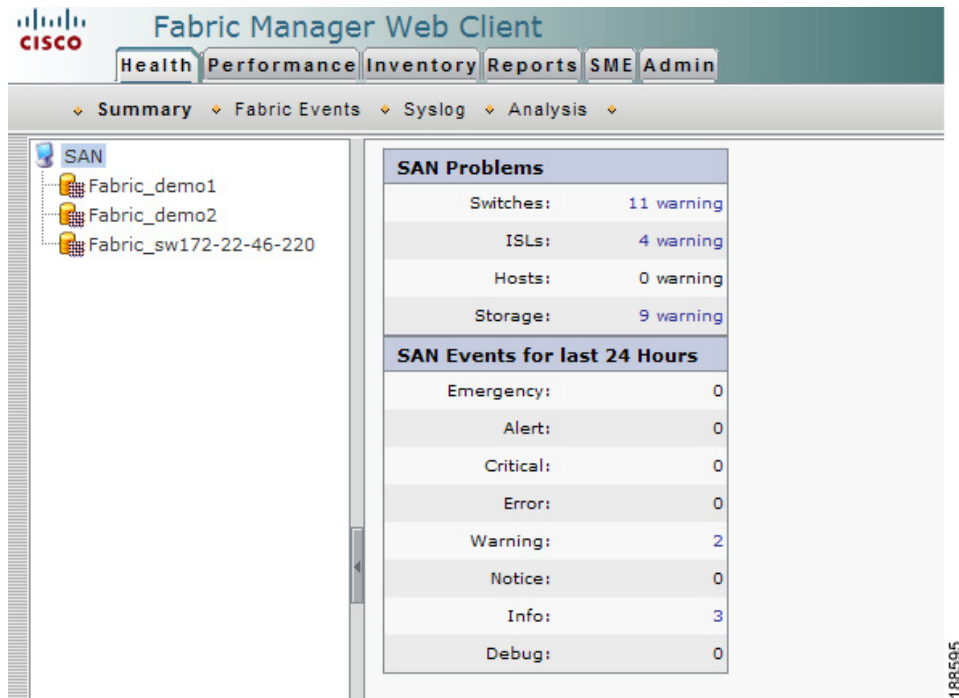 CISCO
Fabric Manager Web Client
Health Performance Inventory Reports SME Admin
Summary Fabric Events Syslog Analysis
SAN
Fabric_demo1
Fabric_demo2
Fabric_sw172-22-46-220
SAN Problems
Switches: 11 warning
ISLs: 4 warning
Hosts: 0 warning
Storage: 9 warning
SAN Events for last 24 Hours
Emergency: 0
Alert: 0
Critical: 0
Error: 0
Warning: 2
Notice: 0
Info: 3
Debug: 0
188595